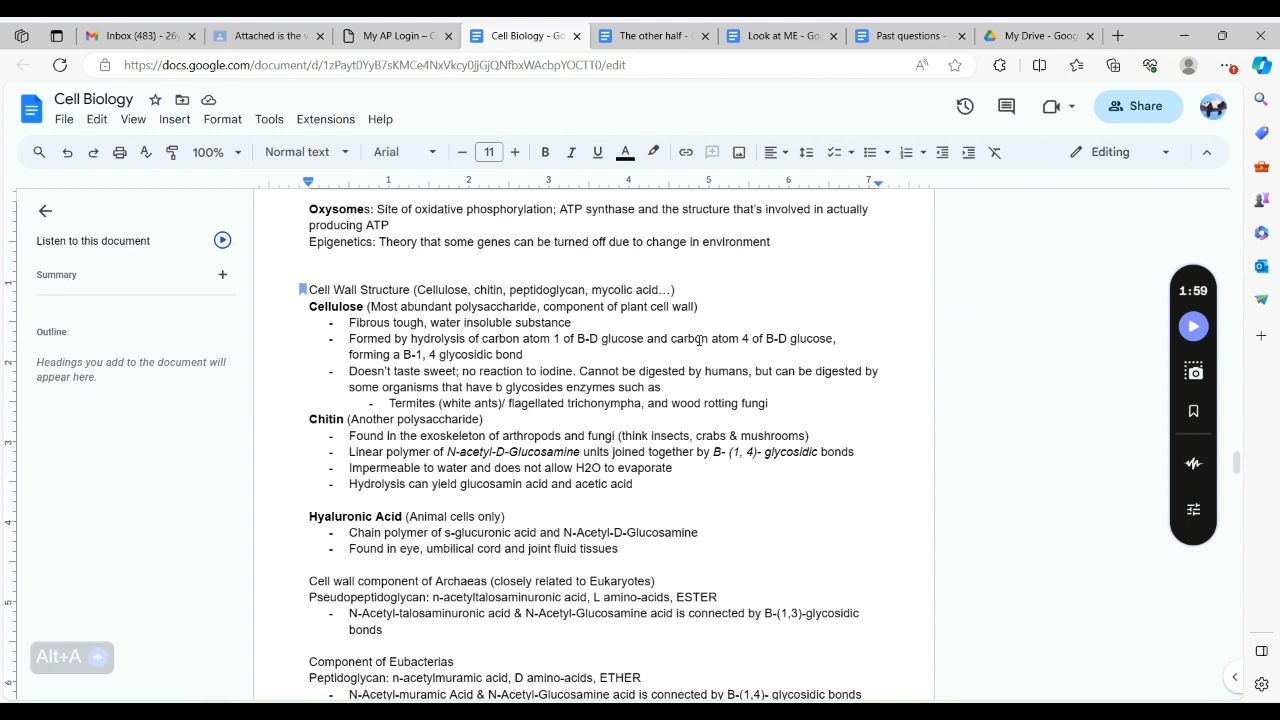 Inbox (483) - 26y
Attached is the v
My AP Login – C
Cell Biology - Go
The other half - G
Look at ME - Goo
Past questions -
My Drive - Goog
https://docs.google.com/document/d/1zPayt0YyB7sKMCe4NxVkcy0jjGjQNfbxWAcbpYOCTT0/edit
Cell Biology
File Edit View Insert Format Tools Extensions Help
Share
100% Normal text Arial 11 Editing
1 2 3 4 5 6 7
Listen to this document
Summary
Outline
Headings you add to the document will
appear here.
Oxysomes: Site of oxidative phosphorylation; ATP synthase and the structure that's involved in actually
producing ATP
Epigenetics: Theory that some genes can be turned off due to change in environment
Cell Wall Structure (Cellulose, chitin, peptidoglycan, mycolic acid…)
Cellulose (Most abundant polysaccharide, component of plant cell wall)
- Fibrous tough, water insoluble substance
- Formed by hydrolysis of carbon atom 1 of B-D glucose and carbon atom 4 of B-D glucose,
forming a B-1, 4 glycosidic bond
- Doesn't taste sweet; no reaction to iodine. Cannot be digested by humans, but can be digested by
some organisms that have b glycosides enzymes such as
- Termites (white ants)/ flagellated trichonympha, and wood rotting fungi
Chitin (Another polysaccharide)
- Found in the exoskeleton of arthropods and fungi (think insects, crabs & mushrooms)
- Linear polymer of N-acetyl-D-Glucosamine units joined together by B- (1, 4)- glycosidic bonds
- Impermeable to water and does not allow H2O to evaporate
- Hydrolysis can yield glucosamin acid and acetic acid
Hyaluronic Acid (Animal cells only)
- Chain polymer of s-glucuronic acid and N-Acetyl-D-Glucosamine
- Found in eye, umbilical cord and joint fluid tissues
Cell wall component of Archaeas (closely related to Eukaryotes)
Pseudopeptidoglycan: n-acetyltalosaminuronic acid, L amino-acids, ESTER
- N-Acetyl-talosaminuronic acid & N-Acetyl-Glucosamine acid is connected by B-(1,3)-glycosidic
bonds
Component of Eubacterias
Peptidoglycan: n-acetylmuramic acid, D amino-acids, ETHER
- N-Acetyl-muramic Acid & N-Acetyl-Glucosamine acid is connected by B-(1,4)- glycosidic bonds
1:59
Alt+A